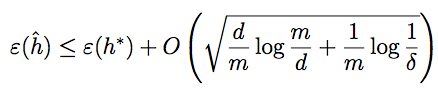 ε(ĥ) ≤ ε(h*) + O ( √( d/m log m/d + 1/m log 1/δ ) )